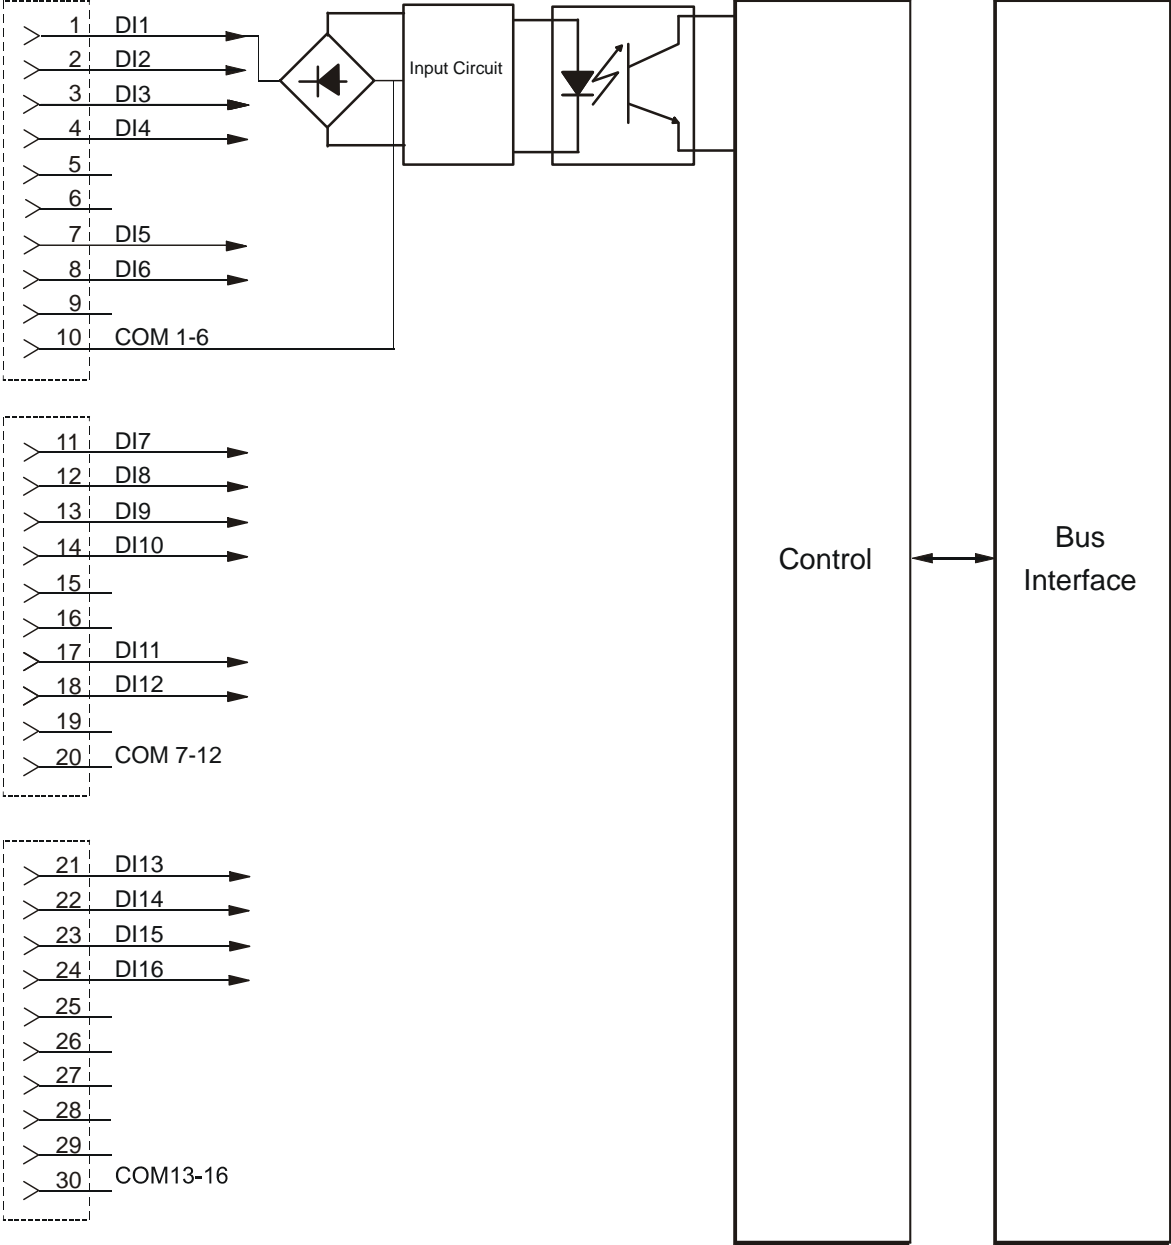 1 DI1
2 DI2
3 DI3
4 DI4
5
6
7 DI5
8 DI6
9
10 COM 1-6
Input Circuit
11 DI7
12 DI8
13 DI9
14 DI10
15
16
17 DI11
18 DI12
19
20 COM 7-12
21 DI13
22 DI14
23 DI15
24 DI16
25
26
27
28
29
30 COM13-16
Control
Bus
Interface